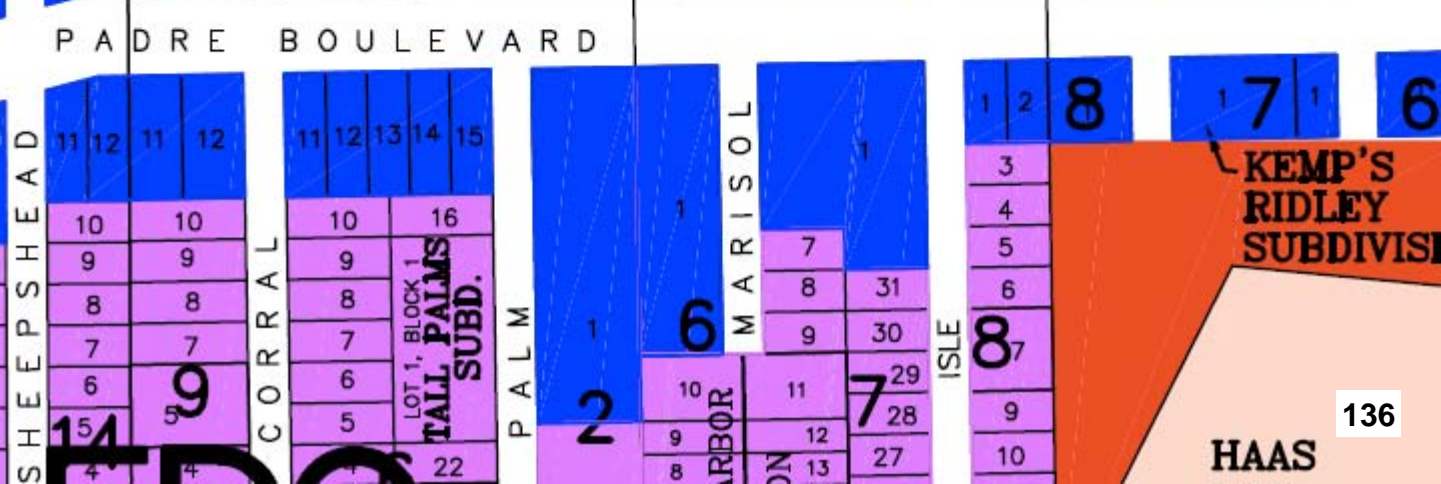 PADRE BOULEVARD
SHEEPSHEAD
11 12 11 12
10 10
9 9
8 8
7 7
6 9
5 5
14
4 4
CORRAL
11 12 13 14 15
10 16
9
8
7
6
5
4 22
LOT 1, BLOCK 1
TALL PALMS
SUBD.
PALM
1
2
1
6
MARISOL
1
7
8 31
9 30
10 11 7 29
28
9 12 27
8 13
ARBOR
ON
ISLE
1 2 8
3
4
5
6
8 7
9
10
1 7 1
6
KEMP'S
RIDLEY
SUBDIVISI
136
HAAS